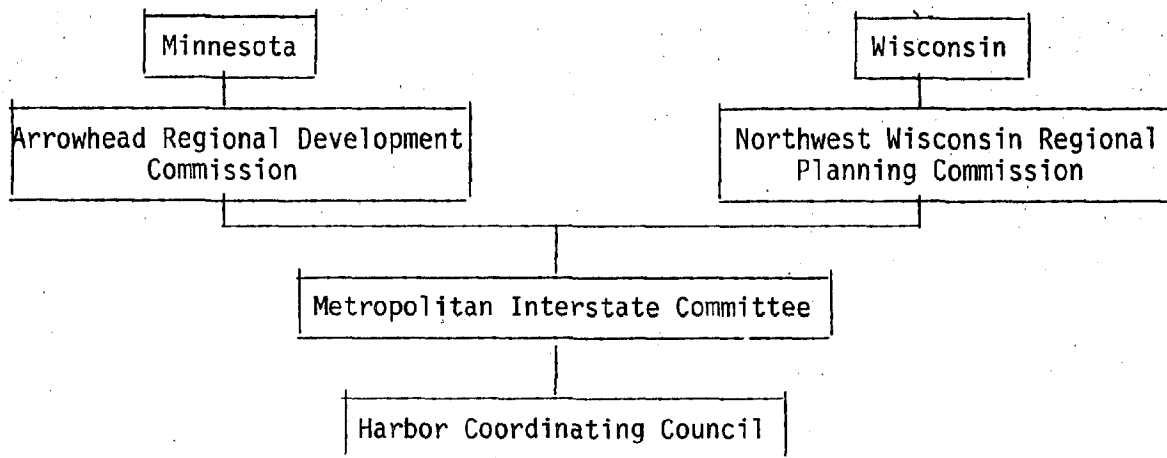 Minnesota
Wisconsin
Arrowhead Regional Development
Commission
Northwest Wisconsin Regional
Planning Commission
Metropolitan Interstate Committee
Harbor Coordinating Council